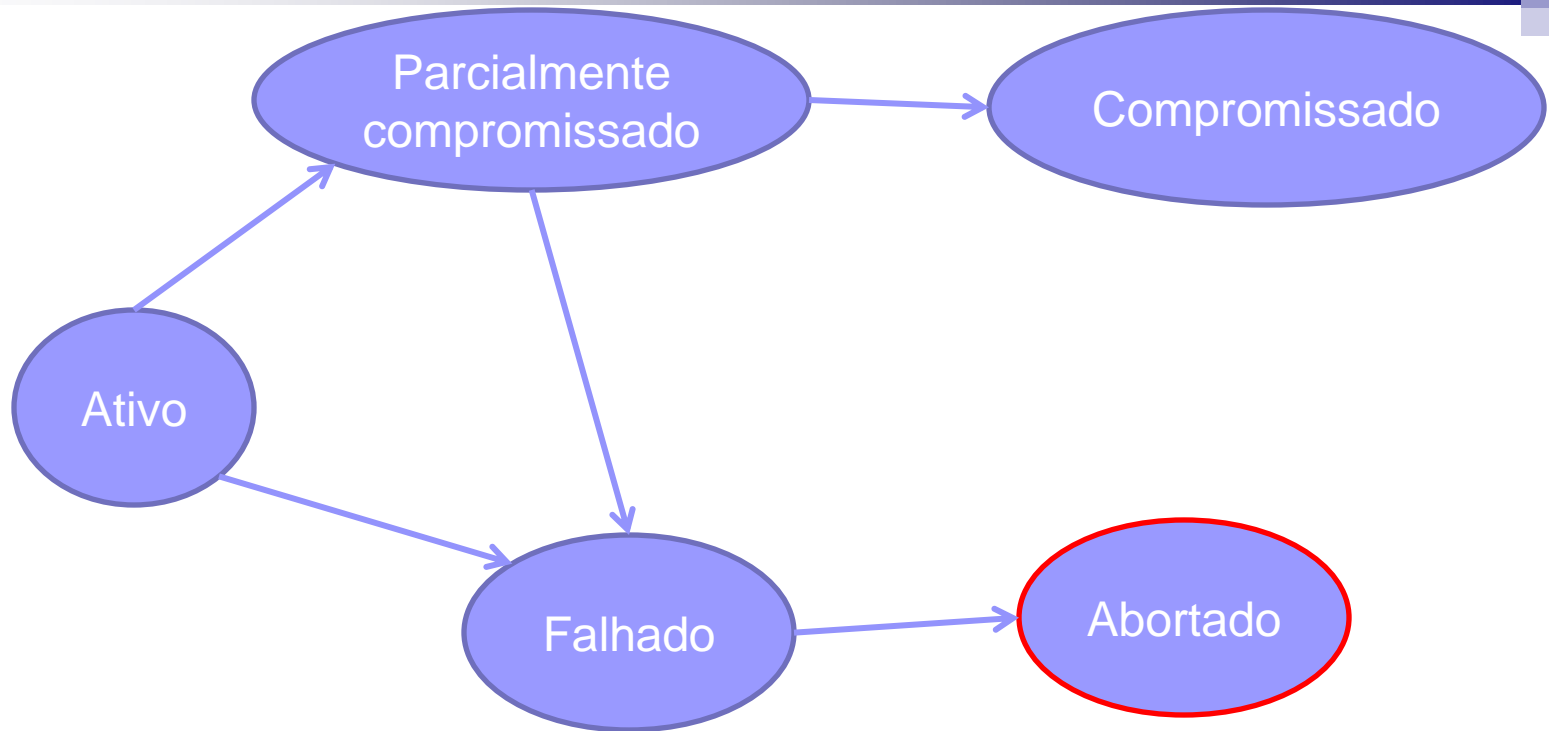 Parcialmente
compromissado
Compromissado
Ativo
Falhado
Abortado